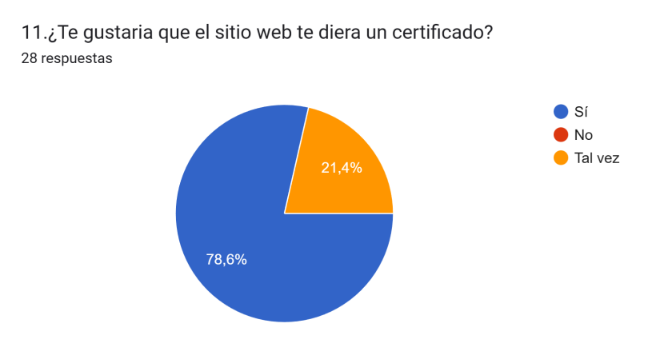 11.¿Te gustaria que el sitio web te diera un certificado?
28 respuestas
Sí
No
Tal vez
21,4%
78,6%